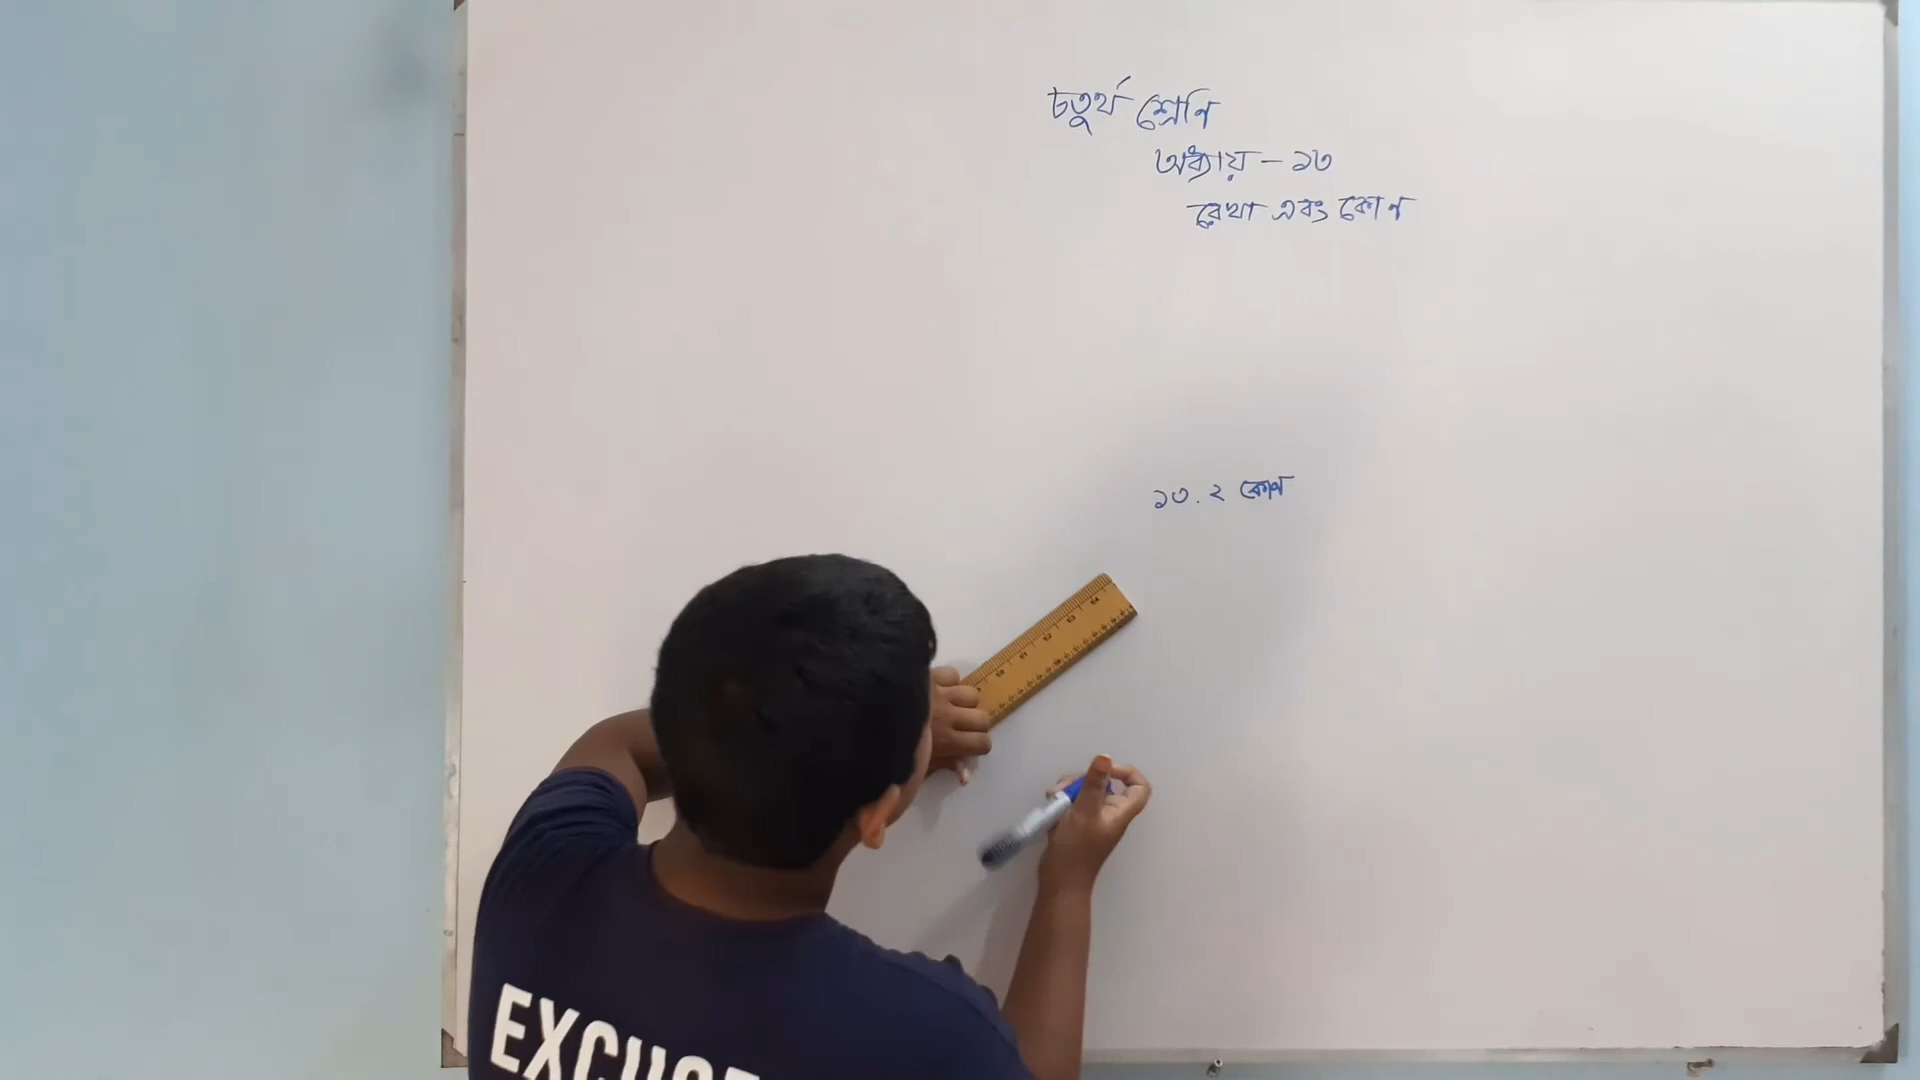 চতুর্থ শ্রেনি
অধ্যায় - ১৩
রেখা এবং কোণ
১৩.২ কোণ